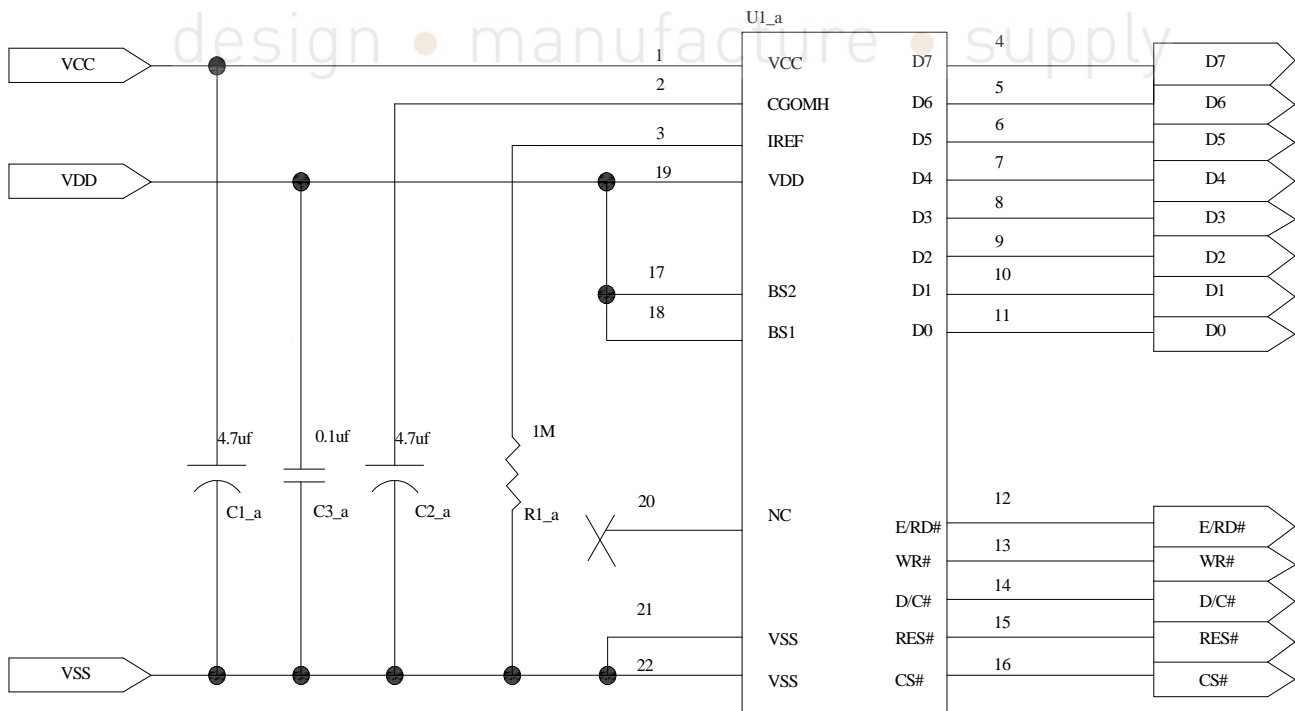 design • manufacture • supply
U1_a
VCC 1 VCC D7 4 D7
2 CGOMH D6 5 D6
3 IREF D5 6 D5
VDD 19 VDD D4 7 D4
D3 8 D3
D2 9 D2
17 BS2 D1 10 D1
18 BS1 D0 11 D0
4.7uf 0.1uf 4.7uf 1M
C1_a C3_a C2_a R1_a
20 NC E/RD# 12 E/RD#
WR# 13 WR#
D/C# 14 D/C#
21 VSS RES# 15 RES#
VSS 22 VSS CS# 16 CS#